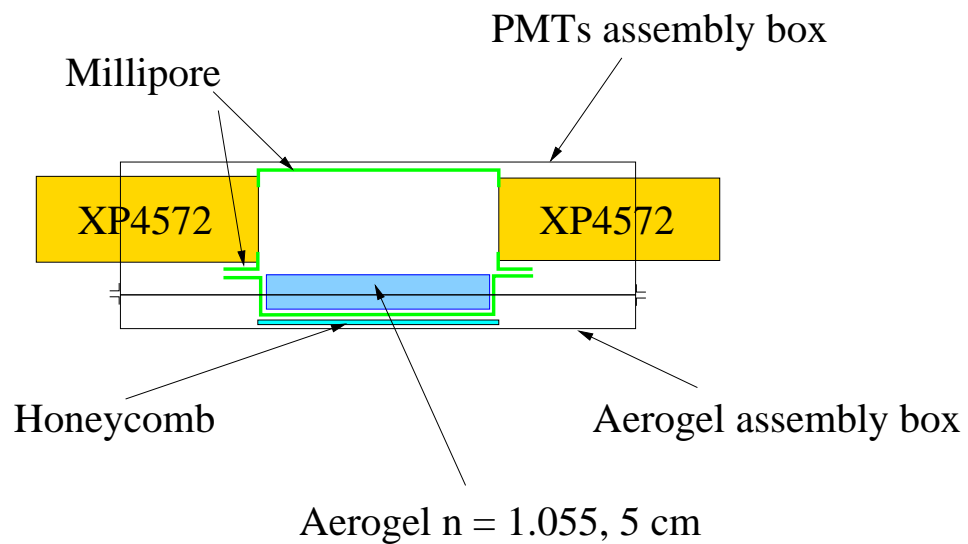 PMTs assembly box
Millipore
XP4572
XP4572
Honeycomb
Aerogel assembly box
Aerogel n = 1.055, 5 cm